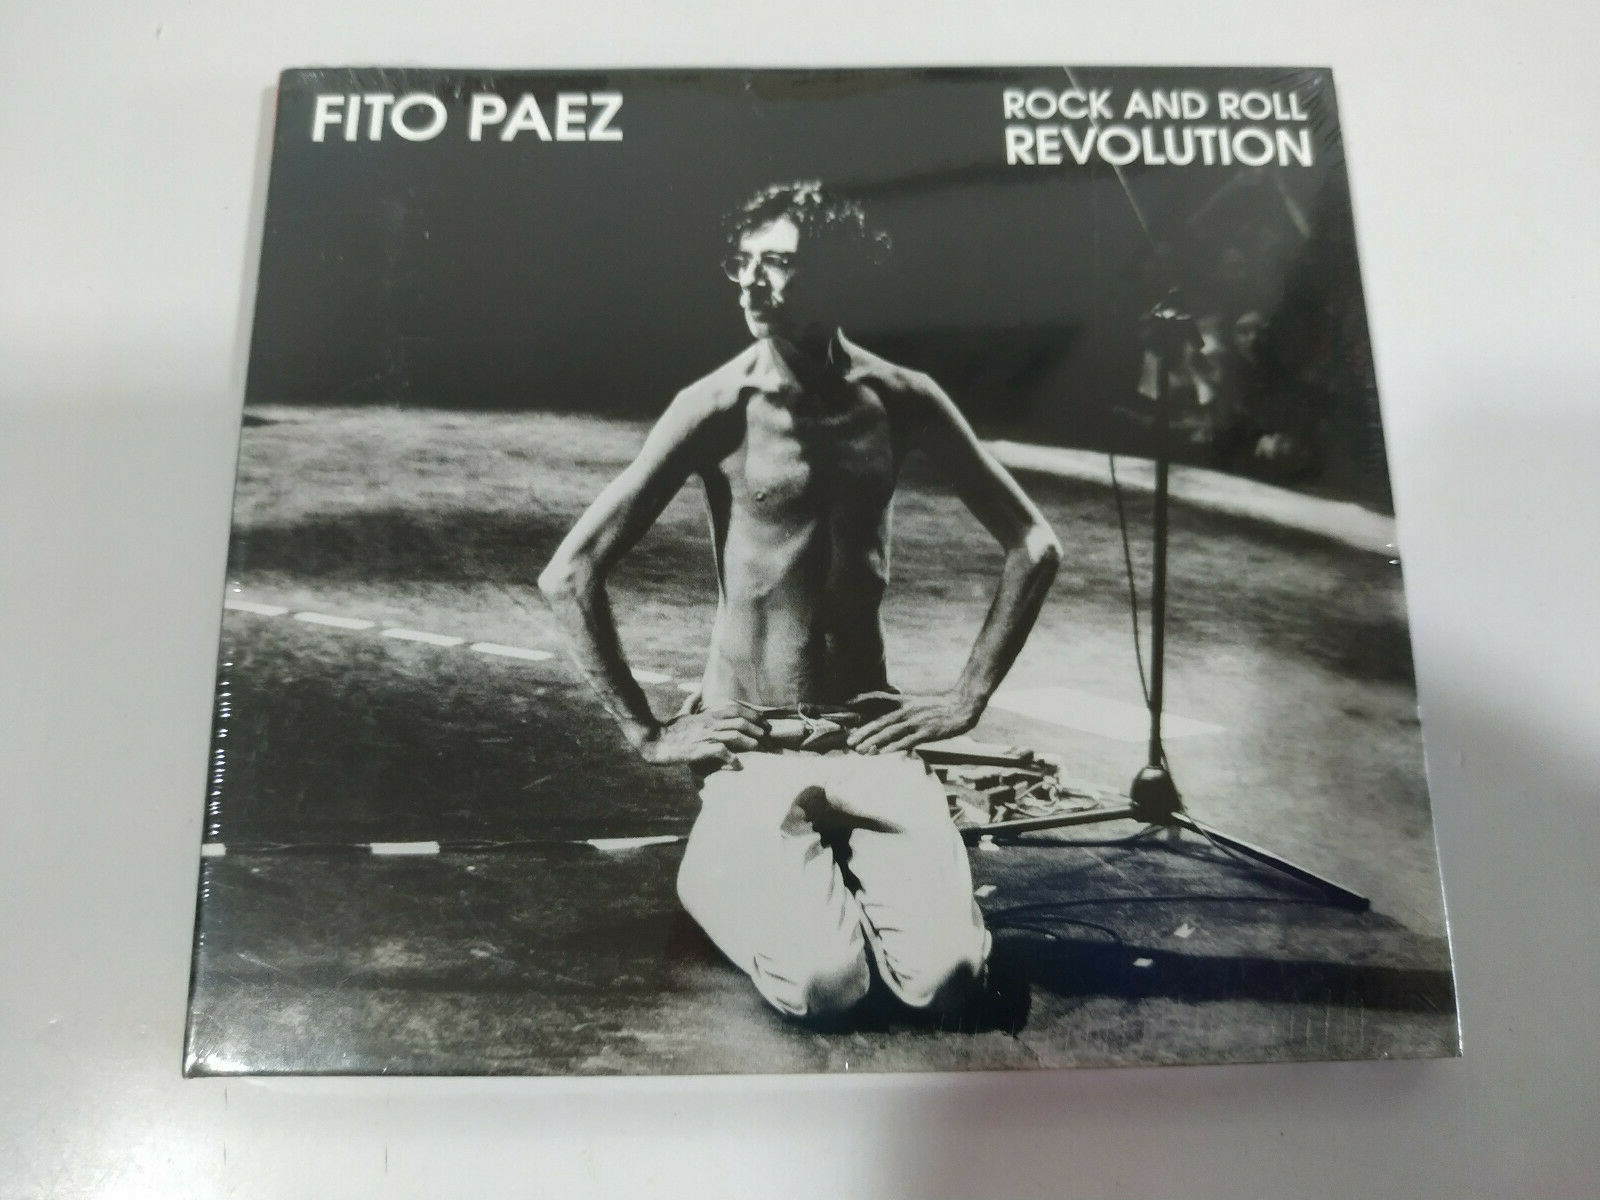 FITO PAEZ
ROCK AND ROLL
REVOLUTION